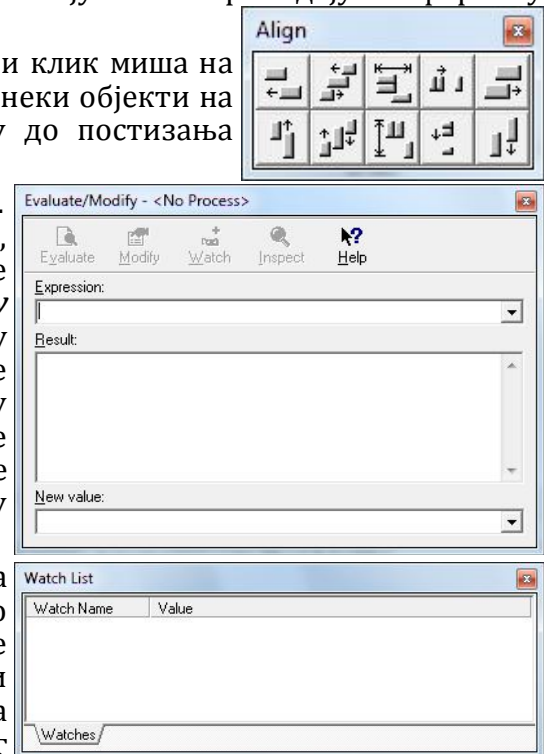 Align
и клик миша на
неки објекти на
до постизања
Evaluate/Modify - <No Process>
Evaluate Modify Watch Inspect Help
Expression:
Result:
New value:
Watch List
Watch Name Value
Watches